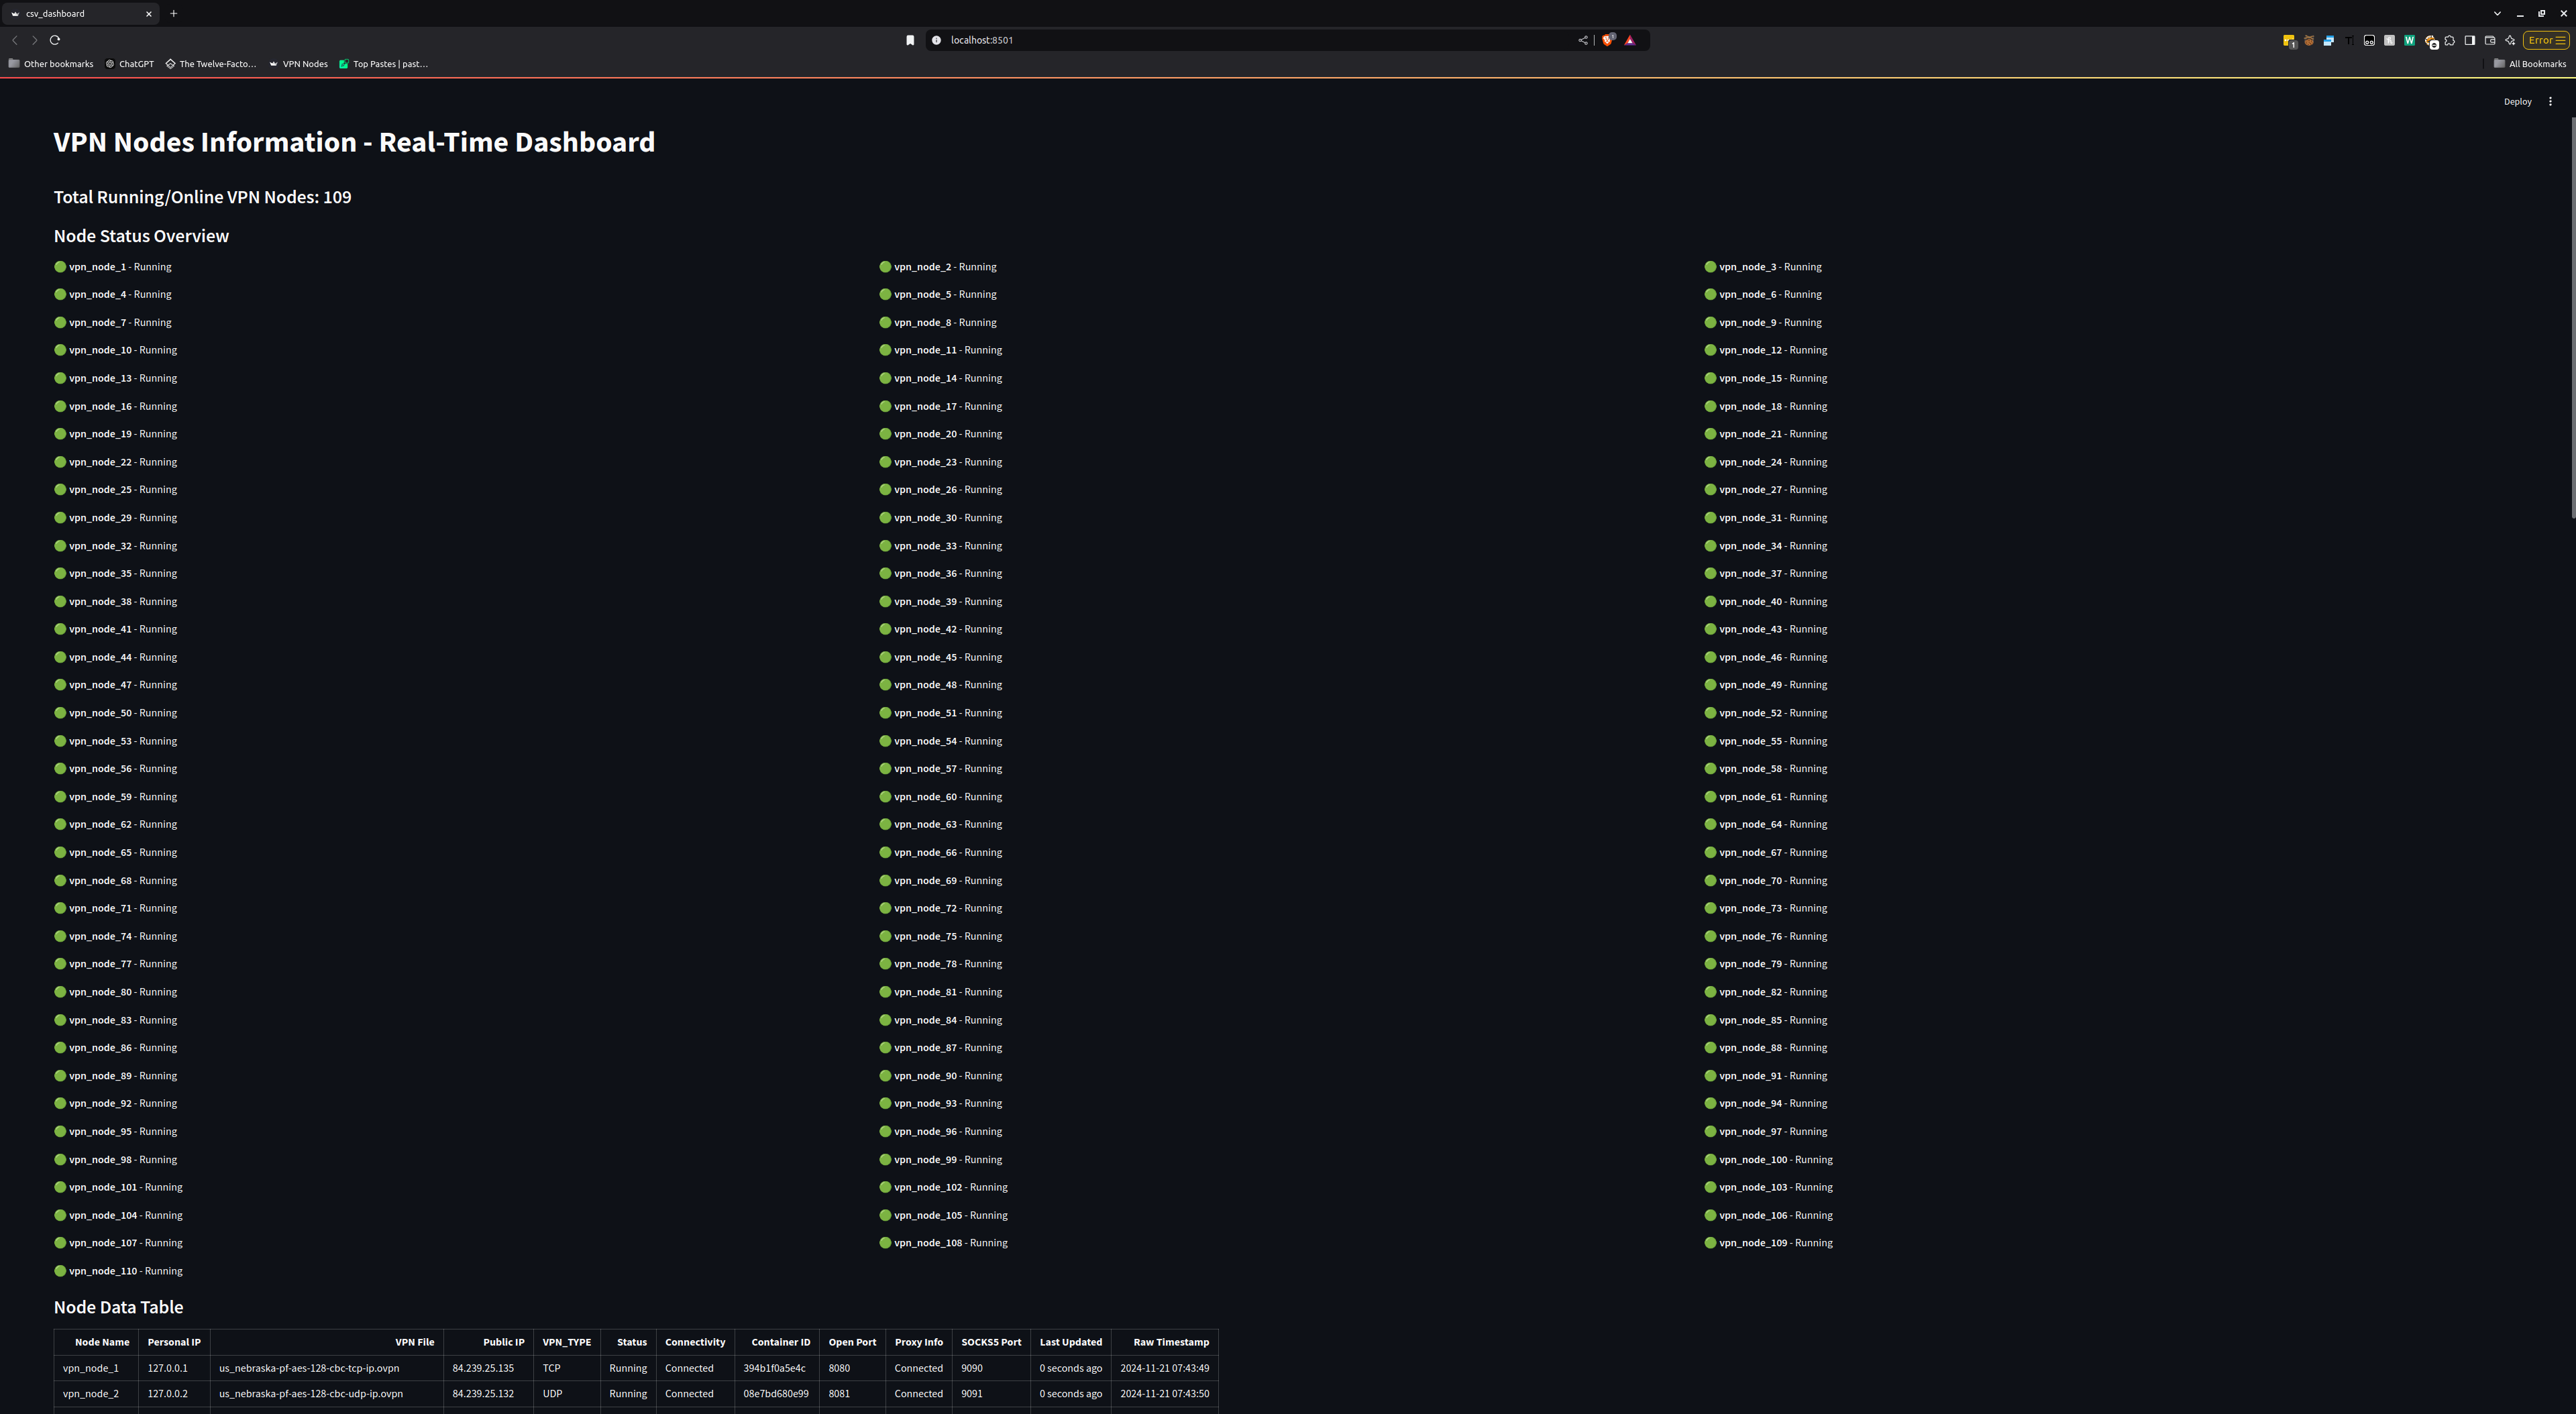 csv_dashboard
localhost:8501
Error
Other bookmarks ChatGPT The Twelve-Facto... VPN Nodes Top Pastes | past... All Bookmarks
Deploy
VPN Nodes Information - Real-Time Dashboard
Total Running/Online VPN Nodes: 109
Node Status Overview
vpn_node_1 - Running vpn_node_2 - Running vpn_node_3 - Running
vpn_node_4 - Running vpn_node_5 - Running vpn_node_6 - Running
vpn_node_7 - Running vpn_node_8 - Running vpn_node_9 - Running
vpn_node_10 - Running vpn_node_11 - Running vpn_node_12 - Running
vpn_node_13 - Running vpn_node_14 - Running vpn_node_15 - Running
vpn_node_16 - Running vpn_node_17 - Running vpn_node_18 - Running
vpn_node_19 - Running vpn_node_20 - Running vpn_node_21 - Running
vpn_node_22 - Running vpn_node_23 - Running vpn_node_24 - Running
vpn_node_25 - Running vpn_node_26 - Running vpn_node_27 - Running
vpn_node_29 - Running vpn_node_30 - Running vpn_node_31 - Running
vpn_node_32 - Running vpn_node_33 - Running vpn_node_34 - Running
vpn_node_35 - Running vpn_node_36 - Running vpn_node_37 - Running
vpn_node_38 - Running vpn_node_39 - Running vpn_node_40 - Running
vpn_node_41 - Running vpn_node_42 - Running vpn_node_43 - Running
vpn_node_44 - Running vpn_node_45 - Running vpn_node_46 - Running
vpn_node_47 - Running vpn_node_48 - Running vpn_node_49 - Running
vpn_node_50 - Running vpn_node_51 - Running vpn_node_52 - Running
vpn_node_53 - Running vpn_node_54 - Running vpn_node_55 - Running
vpn_node_56 - Running vpn_node_57 - Running vpn_node_58 - Running
vpn_node_59 - Running vpn_node_60 - Running vpn_node_61 - Running
vpn_node_62 - Running vpn_node_63 - Running vpn_node_64 - Running
vpn_node_65 - Running vpn_node_66 - Running vpn_node_67 - Running
vpn_node_68 - Running vpn_node_69 - Running vpn_node_70 - Running
vpn_node_71 - Running vpn_node_72 - Running vpn_node_73 - Running
vpn_node_74 - Running vpn_node_75 - Running vpn_node_76 - Running
vpn_node_77 - Running vpn_node_78 - Running vpn_node_79 - Running
vpn_node_80 - Running vpn_node_81 - Running vpn_node_82 - Running
vpn_node_83 - Running vpn_node_84 - Running vpn_node_85 - Running
vpn_node_86 - Running vpn_node_87 - Running vpn_node_88 - Running
vpn_node_89 - Running vpn_node_90 - Running vpn_node_91 - Running
vpn_node_92 - Running vpn_node_93 - Running vpn_node_94 - Running
vpn_node_95 - Running vpn_node_96 - Running vpn_node_97 - Running
vpn_node_98 - Running vpn_node_99 - Running vpn_node_100 - Running
vpn_node_101 - Running vpn_node_102 - Running vpn_node_103 - Running
vpn_node_104 - Running vpn_node_105 - Running vpn_node_106 - Running
vpn_node_107 - Running vpn_node_108 - Running vpn_node_109 - Running
vpn_node_110 - Running
Node Data Table
Node Name Personal IP VPN File Public IP VPN_TYPE Status Connectivity Container ID Open Port Proxy Info SOCKS5 Port Last Updated Raw Timestamp
vpn_node_1 127.0.0.1 us_nebraska-pf-aes-128-cbc-tcp-ip.ovpn 84.239.25.135 TCP Running Connected 394b1f0a5e4c 8080 Connected 9090 0 seconds ago 2024-11-21 07:43:49
vpn_node_2 127.0.0.2 us_nebraska-pf-aes-128-cbc-udp-ip.ovpn 84.239.25.132 UDP Running Connected 08e7bd680e99 8081 Connected 9091 0 seconds ago 2024-11-21 07:43:50